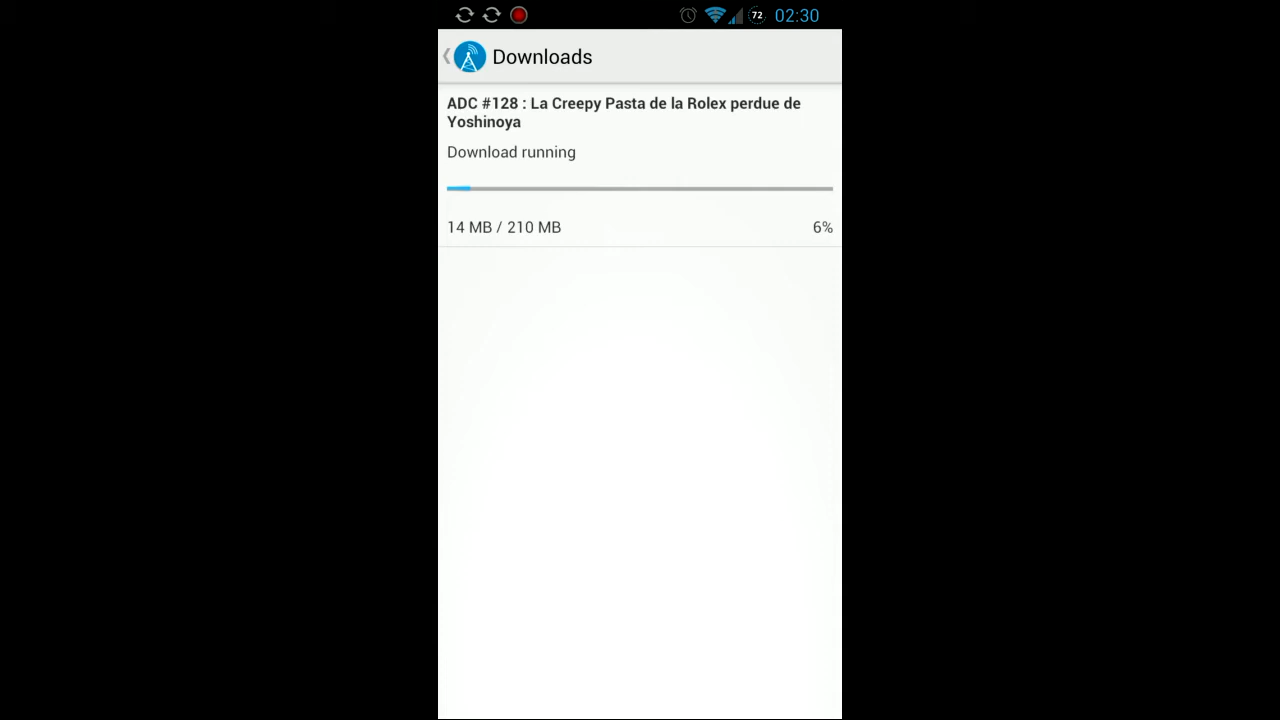 72 02:30
Downloads
ADC #128 : La Creepy Pasta de la Rolex perdue de
Yoshinoya
Download running
14 MB / 210 MB 6%